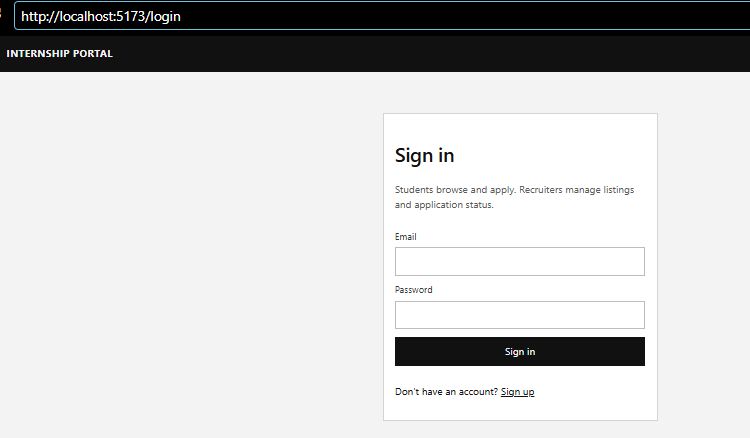 http://localhost:5173/login
INTERNSHIP PORTAL
Sign in
Students browse and apply. Recruiters manage listings
and application status.
Email
Password
Sign in
Don't have an account? Sign up